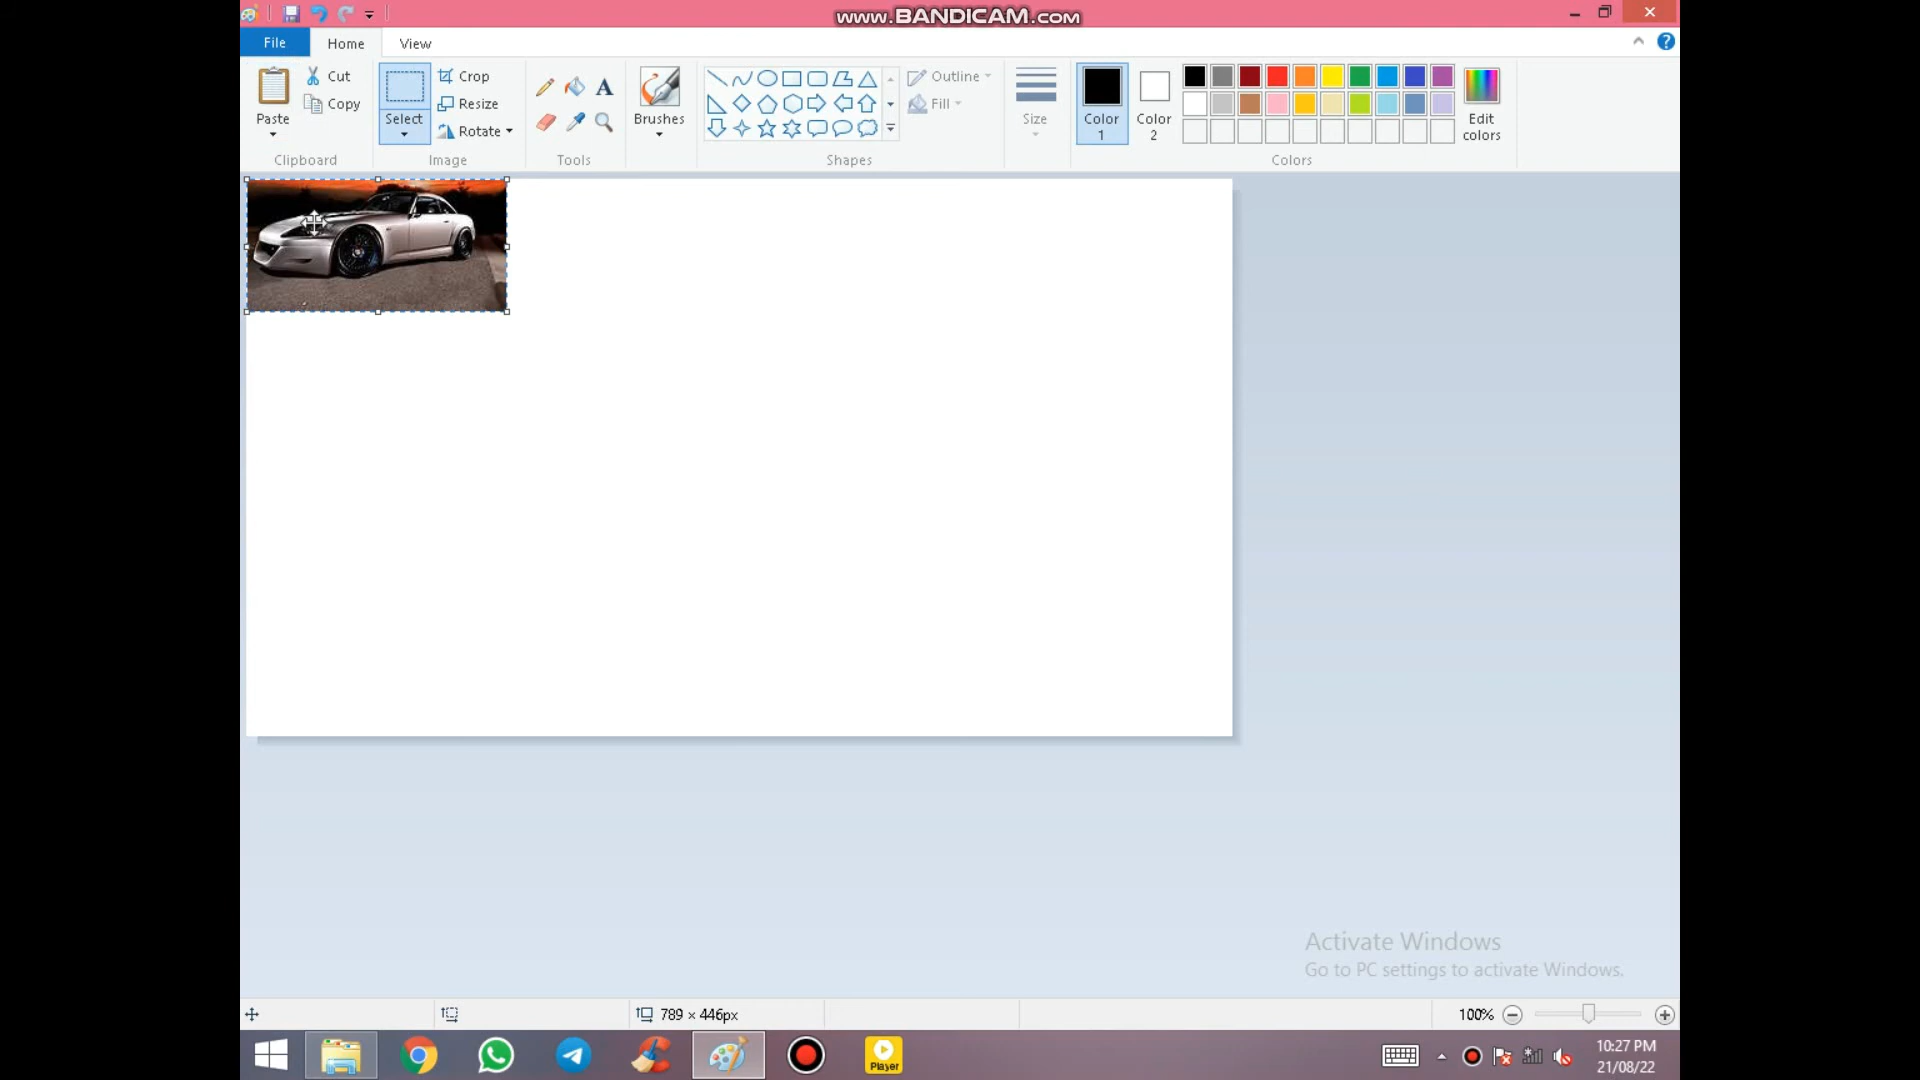 www.BANDICAM.com
File
Home
View
Paste
Cut
Copy
Clipboard
Select
Crop
Resize
Rotate
Image
A
Tools
Brushes
Outline
Fill
Shapes
Size
Color
1
Color
2
Edit
colors
Colors
Activate Windows
Go to PC settings to activate Windows.
789 × 446px
100%
Player
10:27 PM
21/08/22